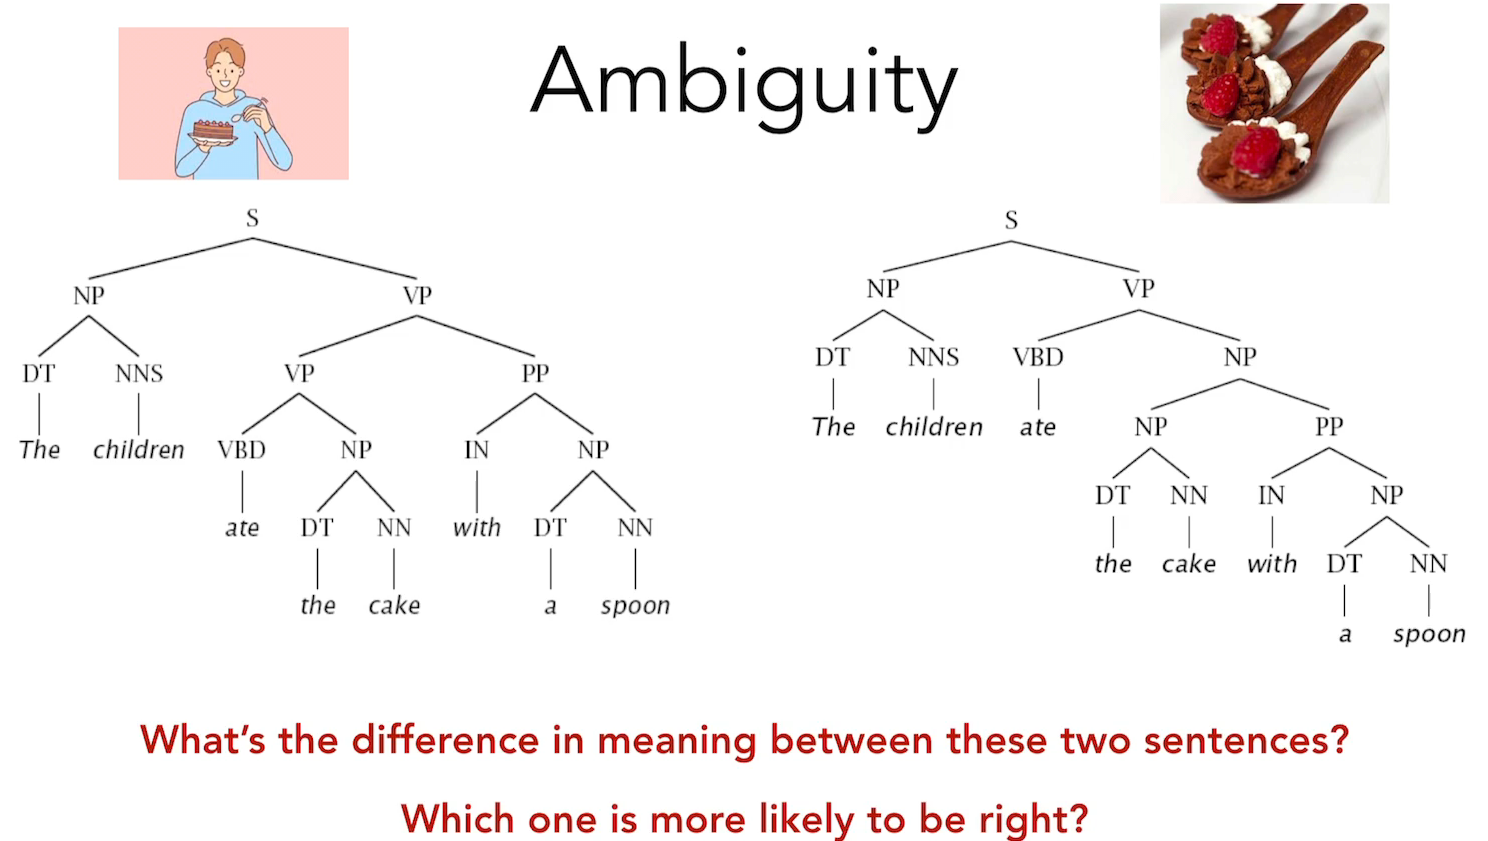 Ambiguity
S
S
NP VP
NP VP
DT NNS VP PP
DT NNS VBD NP
The children VBD NP IN NP
The children ate NP PP
ate DT NN with DT NN
DT NN IN NP
the cake a spoon
the cake with DT NN
a spoon
What's the difference in meaning between these two sentences?
Which one is more likely to be right?